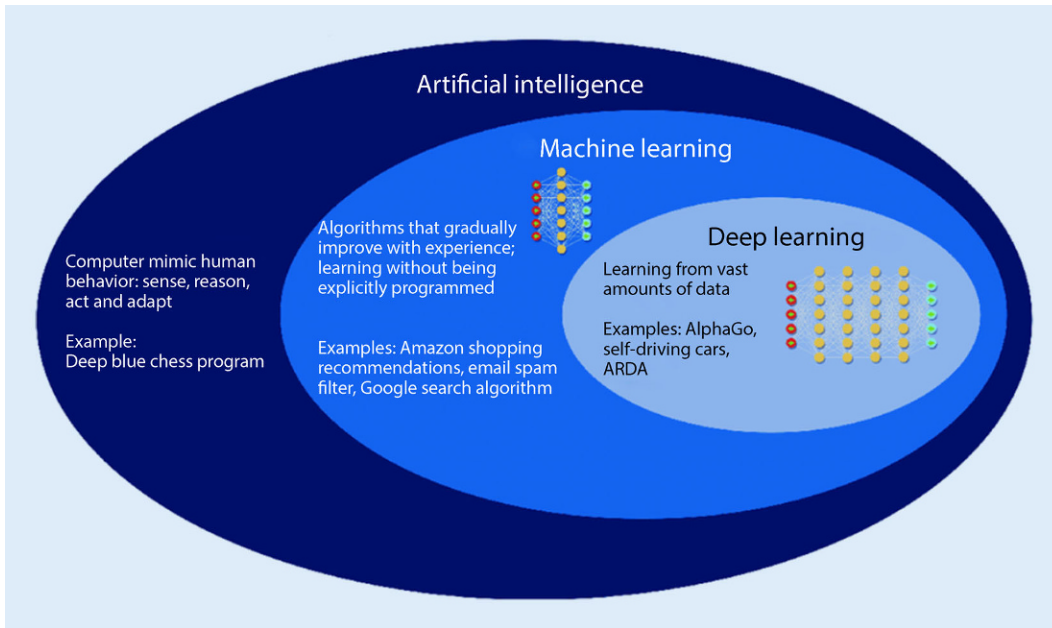 Artificial intelligence
Machine learning
Deep learning
Computer mimic human
behavior: sense, reason,
act and adapt
Example:
Deep blue chess program
Algorithms that gradually
improve with experience;
learning without being
explicitly programmed
Examples: Amazon shopping
recommendations, email spam
filter, Google search algorithm
Learning from vast
amounts of data
Examples: AlphaGo,
self-driving cars,
ARDA